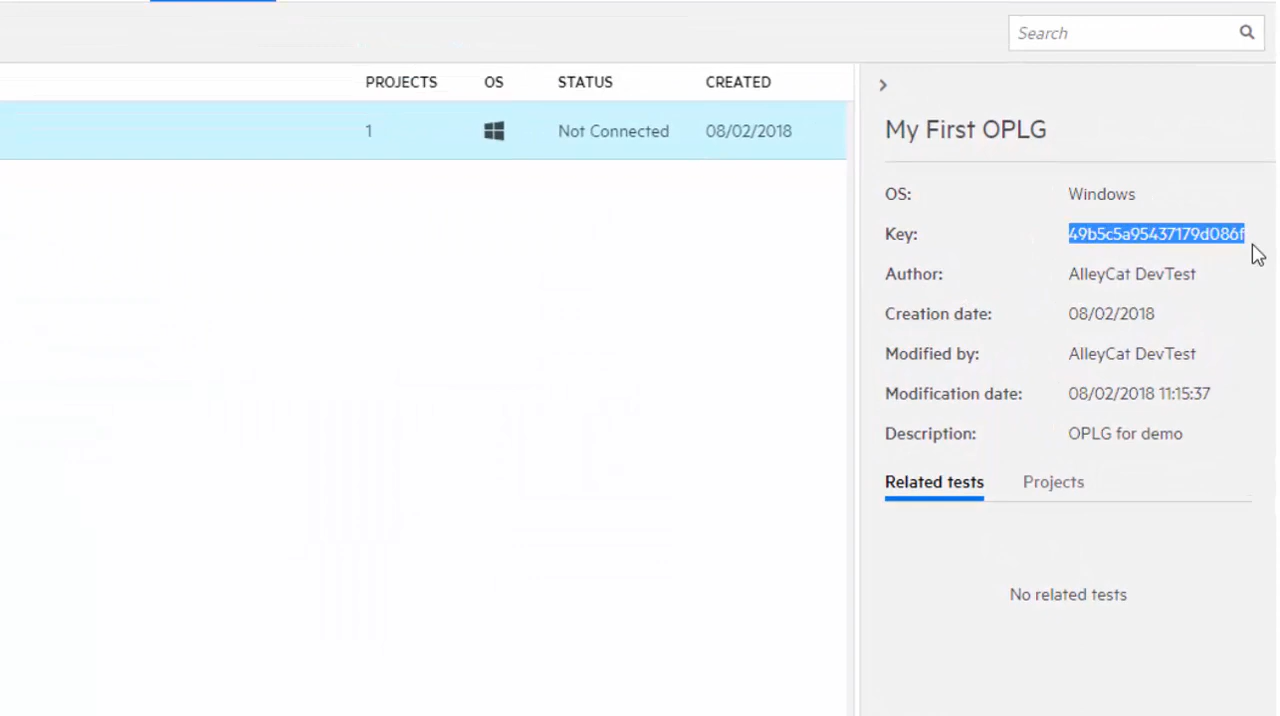 Search
PROJECTS OS STATUS CREATED
1 Not Connected 08/02/2018
My First OPLG
OS: Windows
Key: 49b5c5a95437179d086f
Author: AlleyCat DevTest
Creation date: 08/02/2018
Modified by: AlleyCat DevTest
Modification date: 08/02/2018 11:15:37
Description: OPLG for demo
Related tests Projects
No related tests